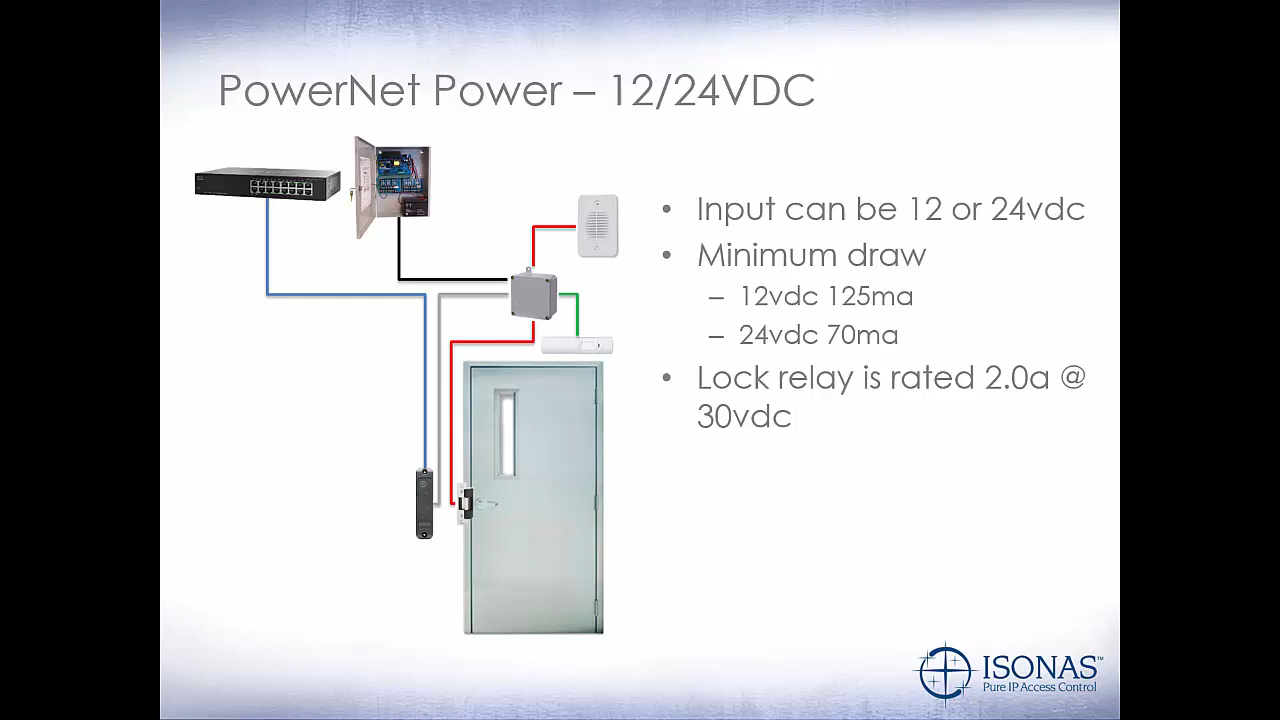 PowerNet Power – 12/24VDC
• Input can be 12 or 24vdc
• Minimum draw
– 12vdc 125ma
– 24vdc 70ma
• Lock relay is rated 2.0a @
30vdc
ISONAS™
Pure IP Access Control